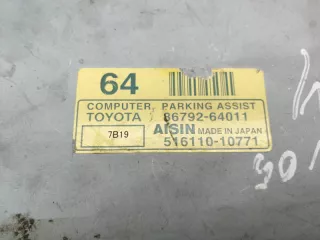 64
COMPUTER, PARKING ASSIST
TOYOTA 86792-64011
7B19 AISIN MADE IN JAPAN
516110-10771